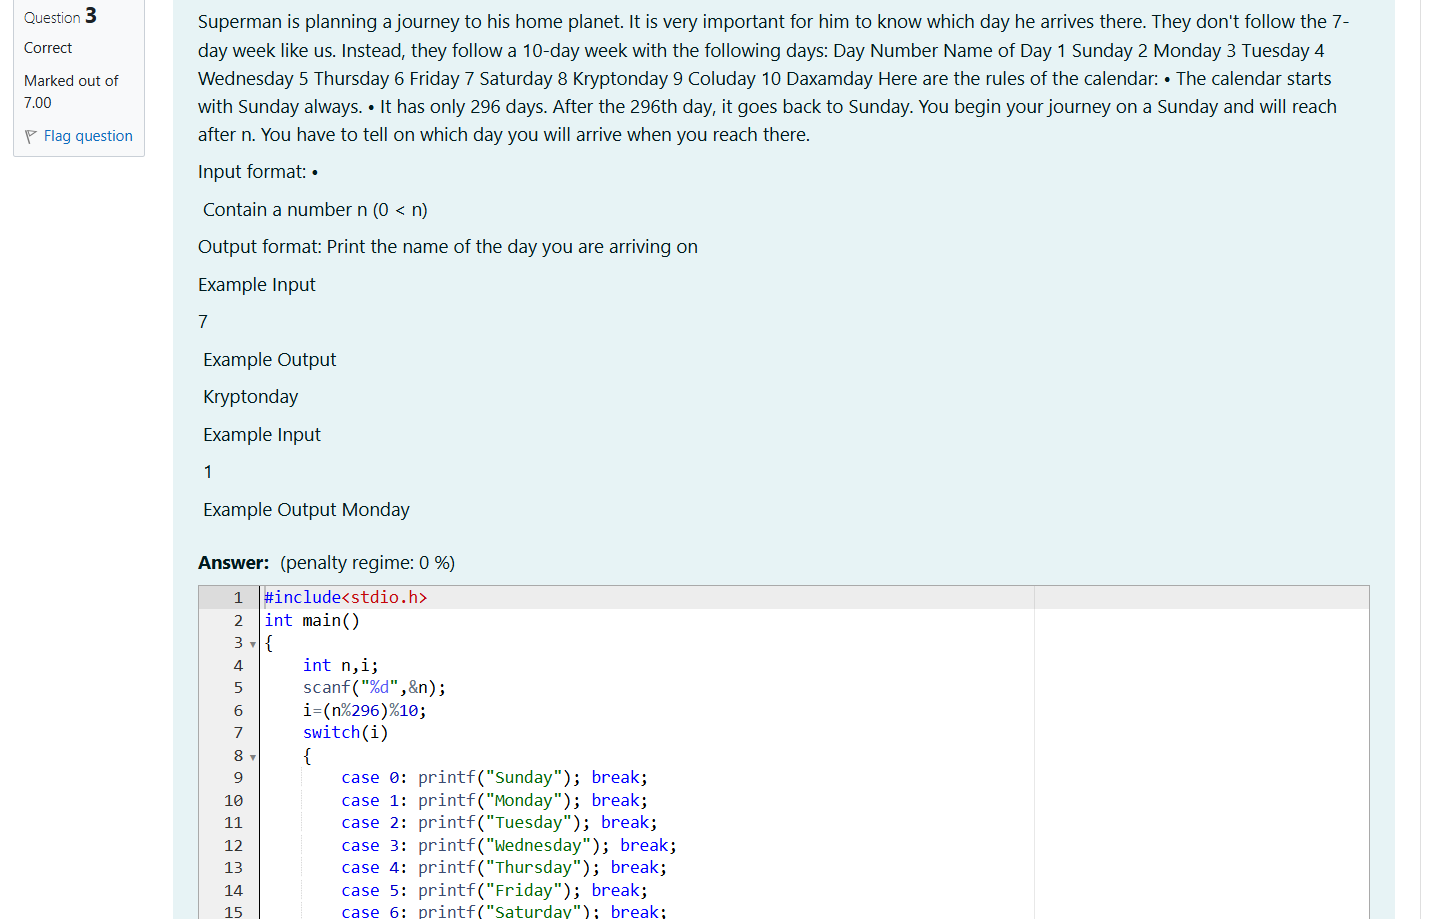 Question 3
Correct
Marked out of
7.00
Flag question
Superman is planning a journey to his home planet. It is very important for him to know which day he arrives there. They don't follow the 7-
day week like us. Instead, they follow a 10-day week with the following days: Day Number Name of Day 1 Sunday 2 Monday 3 Tuesday 4
Wednesday 5 Thursday 6 Friday 7 Saturday 8 Kryptonday 9 Coluday 10 Daxamday Here are the rules of the calendar: • The calendar starts
with Sunday always. • It has only 296 days. After the 296th day, it goes back to Sunday. You begin your journey on a Sunday and will reach
after n. You have to tell on which day you will arrive when you reach there.
Input format: •
Contain a number n (0 < n)
Output format: Print the name of the day you are arriving on
Example Input
7
Example Output
Kryptonday
Example Input
1
Example Output Monday
Answer: (penalty regime: 0 %)
1 #include<stdio.h>
2 int main()
3 {
4 int n,i;
5 scanf("%d",&n);
6 i=(n%296)%10;
7 switch(i)
8 {
9 case 0: printf("Sunday"); break;
10 case 1: printf("Monday"); break;
11 case 2: printf("Tuesday"); break;
12 case 3: printf("Wednesday"); break;
13 case 4: printf("Thursday"); break;
14 case 5: printf("Friday"); break;
15 case 6: printf("Saturday"); break;